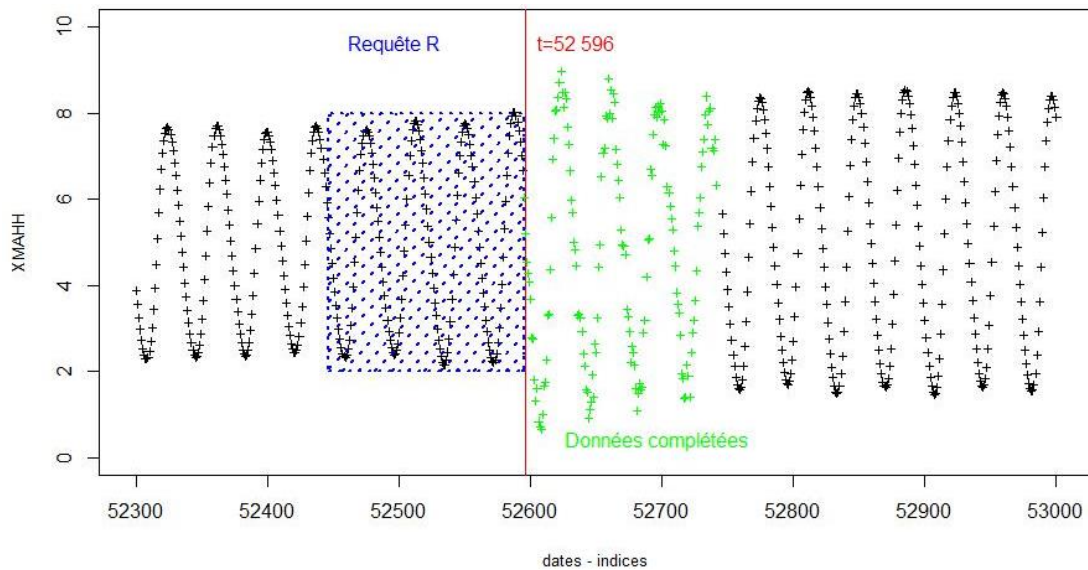 10
Requête R
t=52 596
8
6
XMAHH
4
2
Données complétées
0
52300
52400
52500
52600
52700
52800
52900
53000
dates - indices